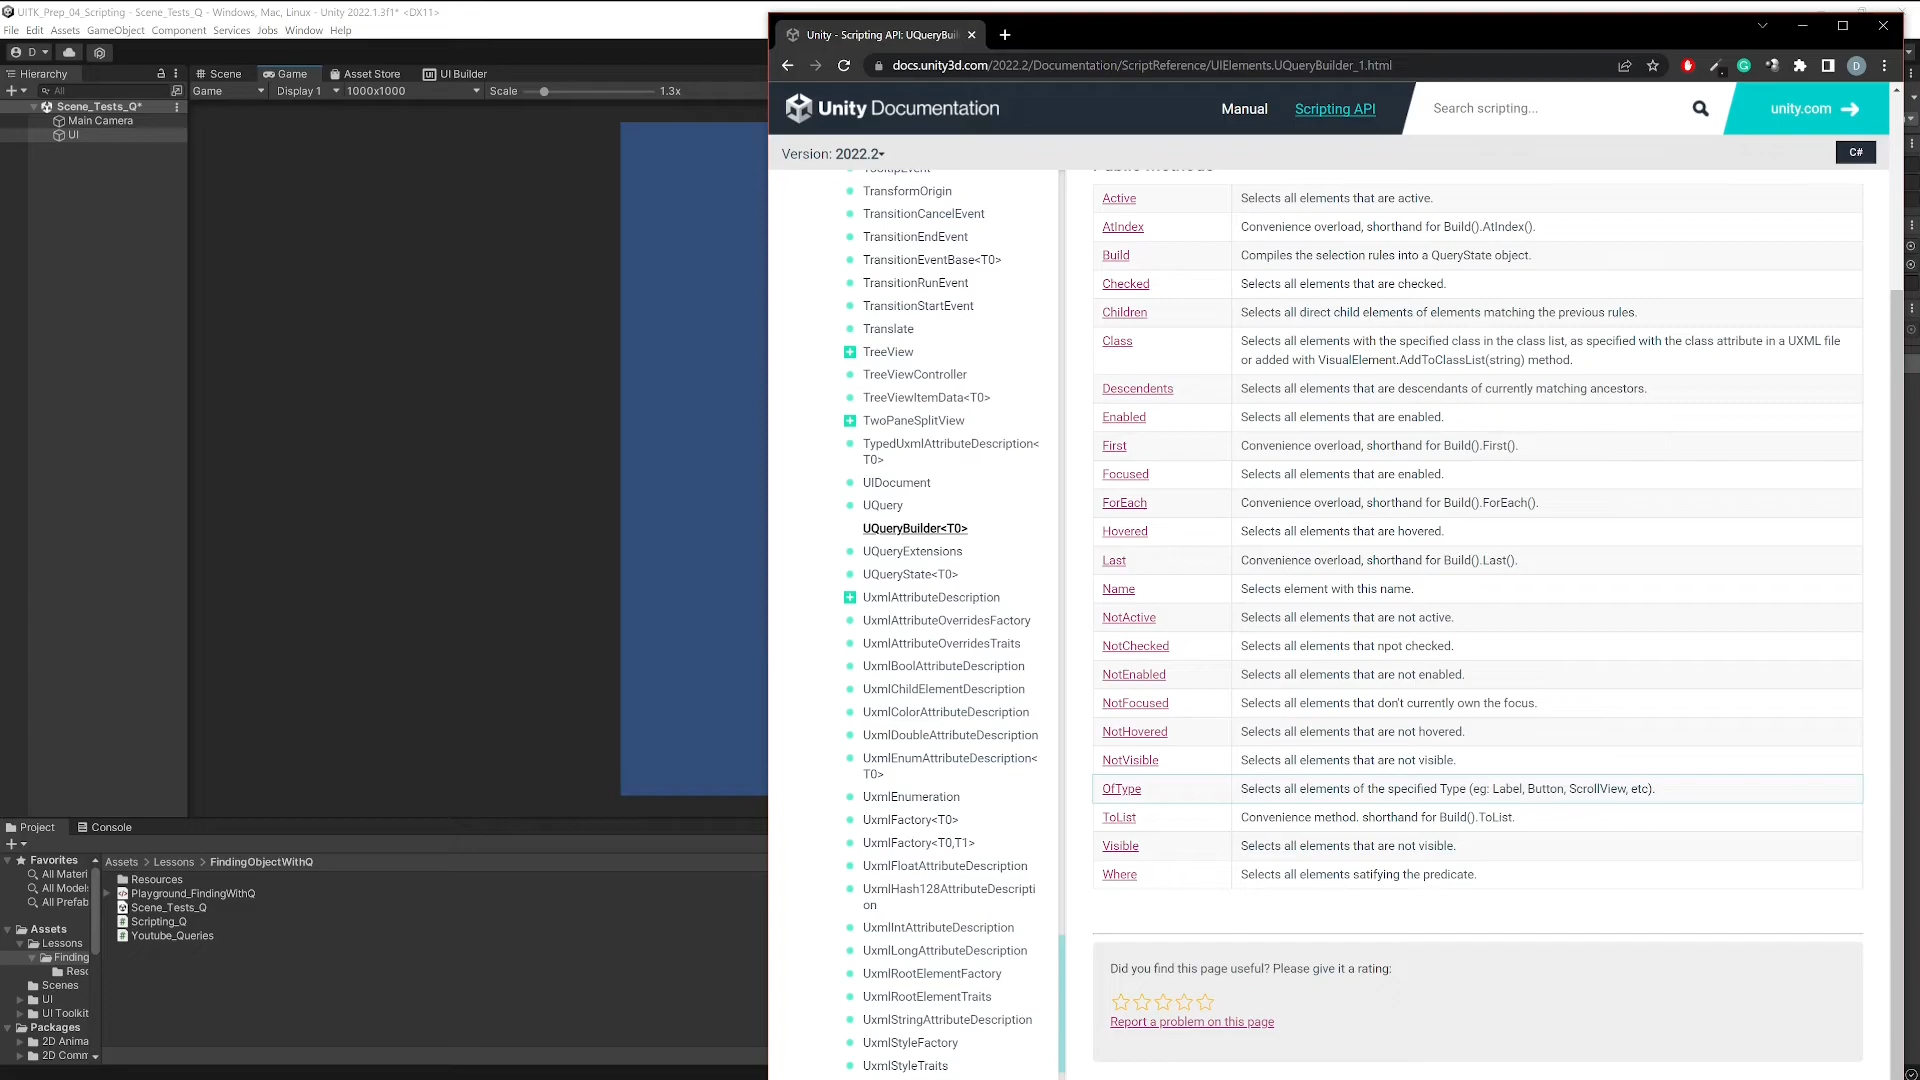 UITK_Prep_04_Scripting - Scene_Tests_Q - Windows, Mac, Linux - Unity 2022.1.3f1* <DX11>
File Edit Assets GameObject Component Services Jobs Window Help
D
Hierarchy
All
Scene_Tests_Q*
Main Camera
UI
Scene Game Asset Store UI Builder
Game Display 1 1000x1000 Scale 1.3x
Project Console
Favorites
All Materi
All Model
All Prefab
Assets
Lessons
Finding
Resc
Scenes
UI
UI Toolkit
Packages
2D Anima
2D Comm
Assets > Lessons > FindingObjectWithQ
Resources
Playground_FindingWithQ
Scene_Tests_Q
Scripting_Q
Youtube_Queries
Unity - Scripting API: UQueryBuil
docs.unity3d.com/2022.2/Documentation/ScriptReference/UIElements.UQueryBuilder_1.html
D
Unity Documentation
Manual
Scripting API
Search scripting...
unity.com
Version: 2022.2
C#
TooltipEvent
TransformOrigin
TransitionCancelEvent
TransitionEndEvent
TransitionEventBase<T0>
TransitionRunEvent
TransitionStartEvent
Translate
TreeView
TreeViewController
TreeViewItemData<T0>
TwoPaneSplitView
TypedUxmlAttributeDescription<
T0>
UIDocument
UQuery
UQueryBuilder<T0>
UQueryExtensions
UQueryState<T0>
UxmlAttributeDescription
UxmlAttributeOverridesFactory
UxmlAttributeOverridesTraits
UxmlBoolAttributeDescription
UxmlChildElementDescription
UxmlColorAttributeDescription
UxmlDoubleAttributeDescription
UxmlEnumAttributeDescription<
T0>
UxmlEnumeration
UxmlFactory<T0>
UxmlFactory<T0,T1>
UxmlFloatAttributeDescription
UxmlHash128AttributeDescripti
on
UxmlIntAttributeDescription
UxmlLongAttributeDescription
UxmlRootElementFactory
UxmlRootElementTraits
UxmlStringAttributeDescription
UxmlStyleFactory
UxmlStyleTraits
Public Methods
Active Selects all elements that are active.
AtIndex Convenience overload, shorthand for Build().AtIndex().
Build Compiles the selection rules into a QueryState object.
Checked Selects all elements that are checked.
Children Selects all direct child elements of elements matching the previous rules.
Class Selects all elements with the specified class in the class list, as specified with the class attribute in a UXML file
or added with VisualElement.AddToClassList(string) method.
Descendents Selects all elements that are descendants of currently matching ancestors.
Enabled Selects all elements that are enabled.
First Convenience overload, shorthand for Build().First().
Focused Selects all elements that are enabled.
ForEach Convenience overload, shorthand for Build().ForEach().
Hovered Selects all elements that are hovered.
Last Convenience overload, shorthand for Build().Last().
Name Selects element with this name.
NotActive Selects all elements that are not active.
NotChecked Selects all elements that npot checked.
NotEnabled Selects all elements that are not enabled.
NotFocused Selects all elements that don't currently own the focus.
NotHovered Selects all elements that are not hovered.
NotVisible Selects all elements that are not visible.
OfType Selects all elements of the specified Type (eg: Label, Button, ScrollView, etc).
ToList Convenience method. shorthand for Build().ToList.
Visible Selects all elements that are not visible.
Where Selects all elements satifying the predicate.
Did you find this page useful? Please give it a rating:
Report a problem on this page